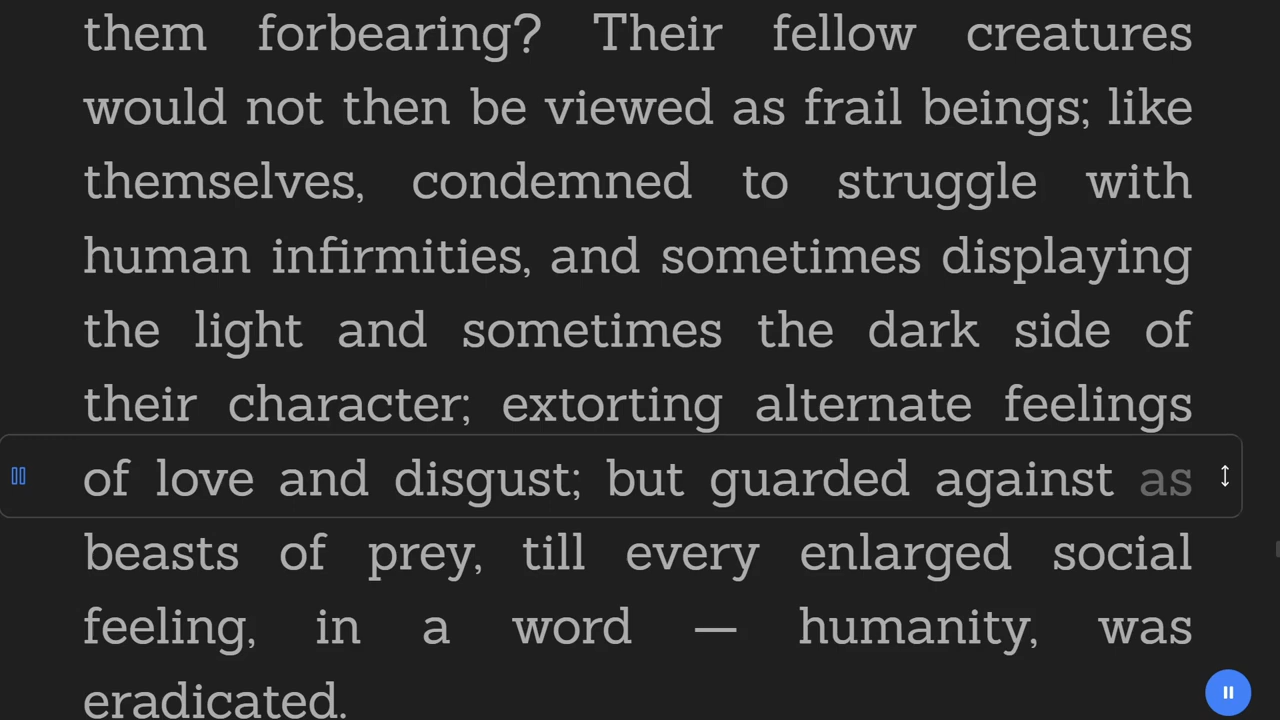 them forbearing? Their fellow creatures
would not then be viewed as frail beings; like
themselves, condemned to struggle with
human infirmities, and sometimes displaying
the light and sometimes the dark side of
their character; extorting alternate feelings
of love and disgust; but guarded against as
beasts of prey, till every enlarged social
feeling, in a word — humanity, was
eradicated.